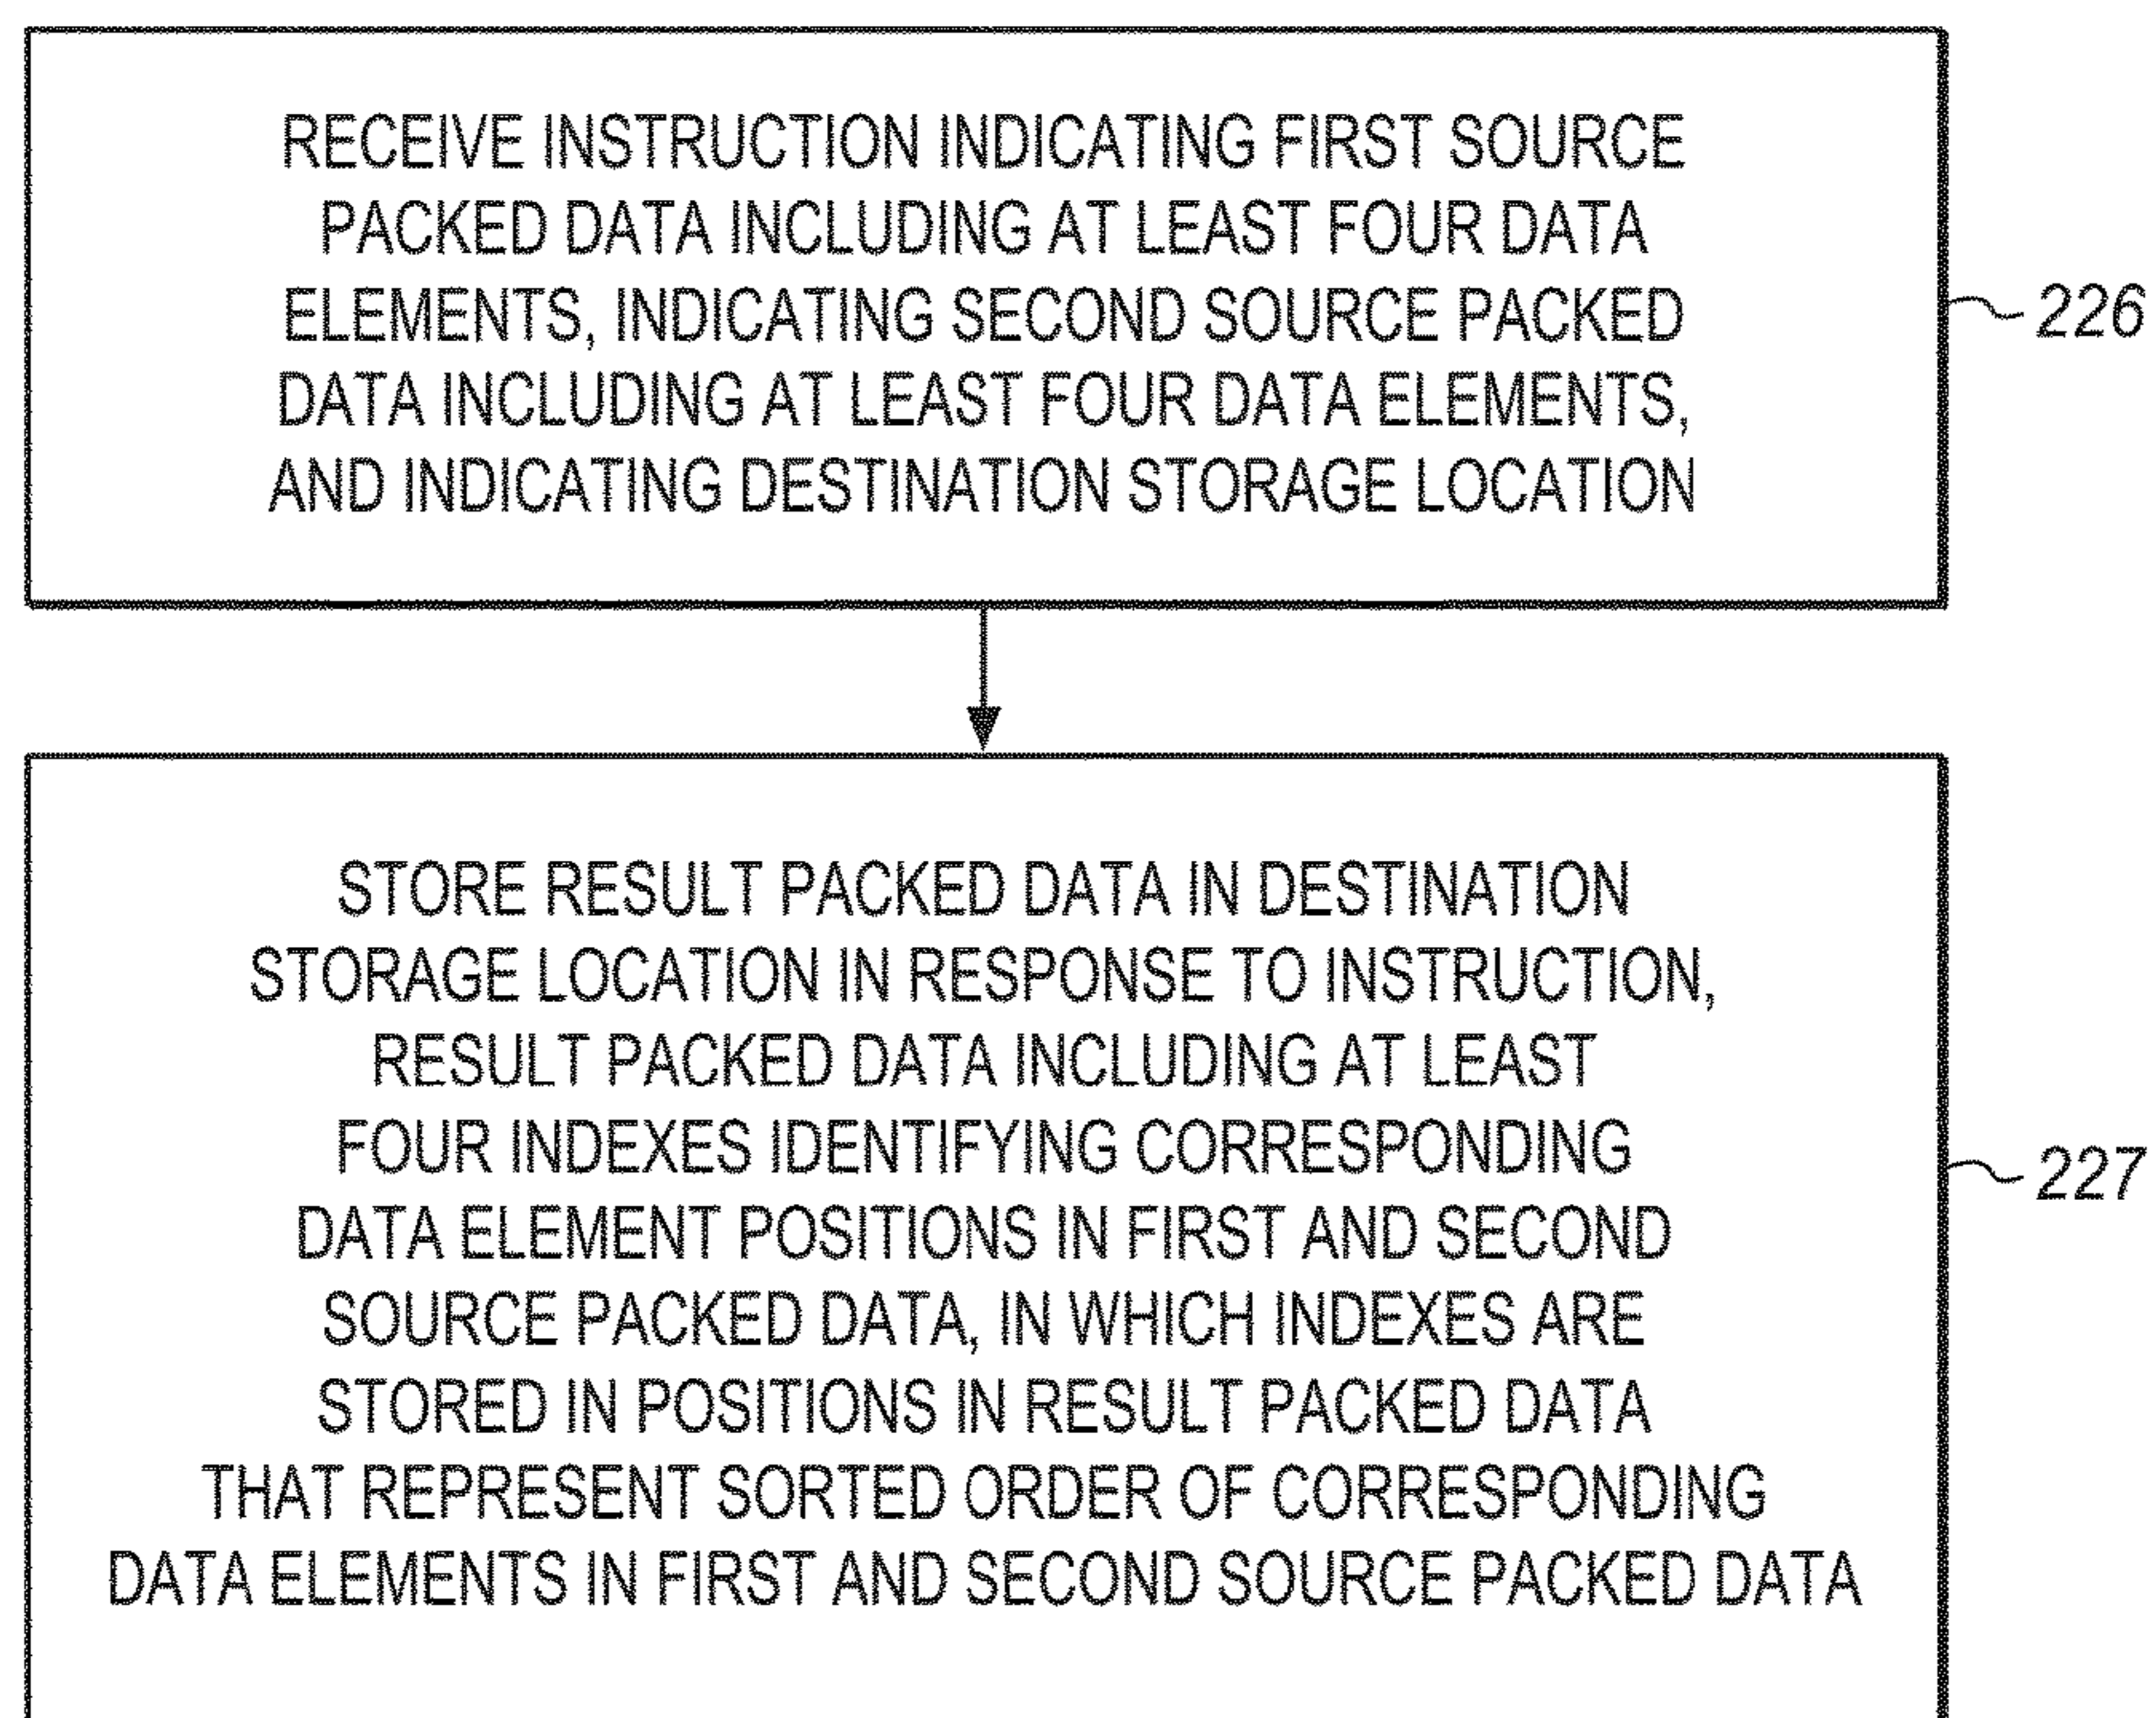 RECEIVE INSTRUCTION INDICATING FIRST SOURCE
PACKED DATA INCLUDING AT LEAST FOUR DATA
ELEMENTS, INDICATING SECOND SOURCE PACKED
DATA INCLUDING AT LEAST FOUR DATA ELEMENTS,
AND INDICATING DESTINATION STORAGE LOCATION
226
STORE RESULT PACKED DATA IN DESTINATION
STORAGE LOCATION IN RESPONSE TO INSTRUCTION,
RESULT PACKED DATA INCLUDING AT LEAST
FOUR INDEXES IDENTIFYING CORRESPONDING
DATA ELEMENT POSITIONS IN FIRST AND SECOND
SOURCE PACKED DATA, IN WHICH INDEXES ARE
STORED IN POSITIONS IN RESULT PACKED DATA
THAT REPRESENT SORTED ORDER OF CORRESPONDING
DATA ELEMENTS IN FIRST AND SECOND SOURCE PACKED DATA
227